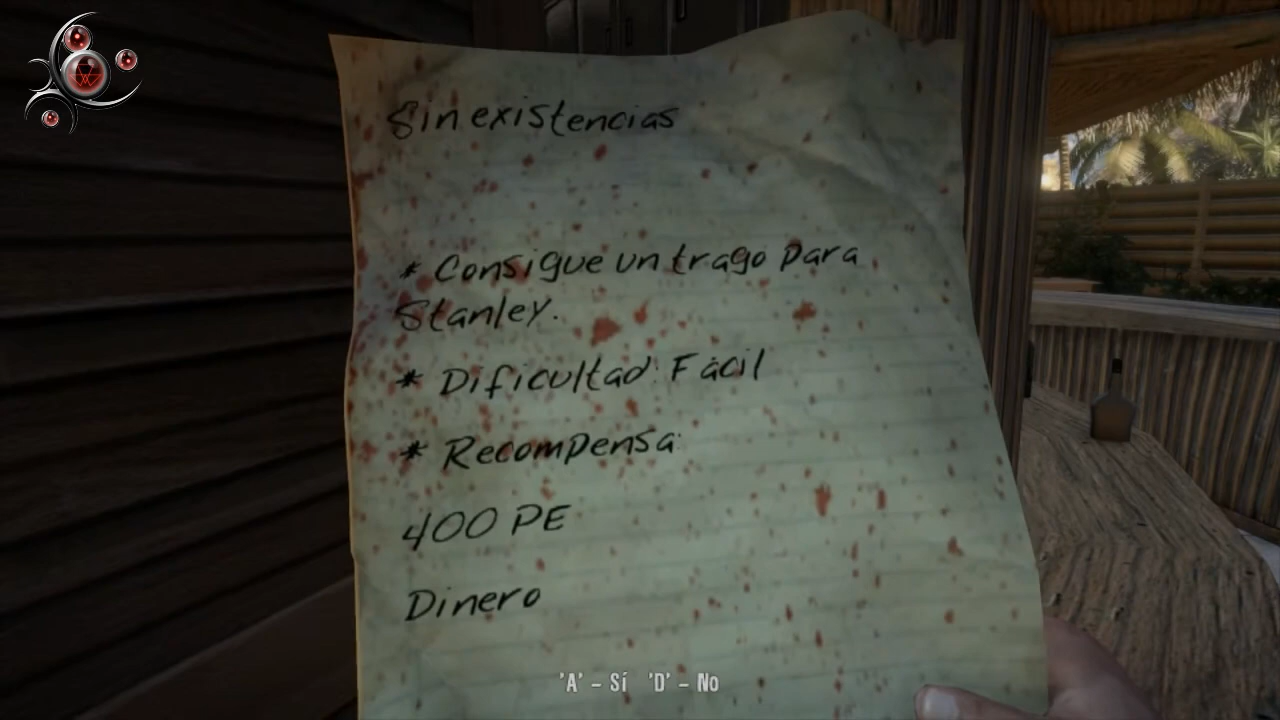 Sin existencias
* Consigue un trago para
Stanley.
* Dificultad: Fácil
* Recompensa:
400 PE
Dinero
'A' - Sí 'D' - No